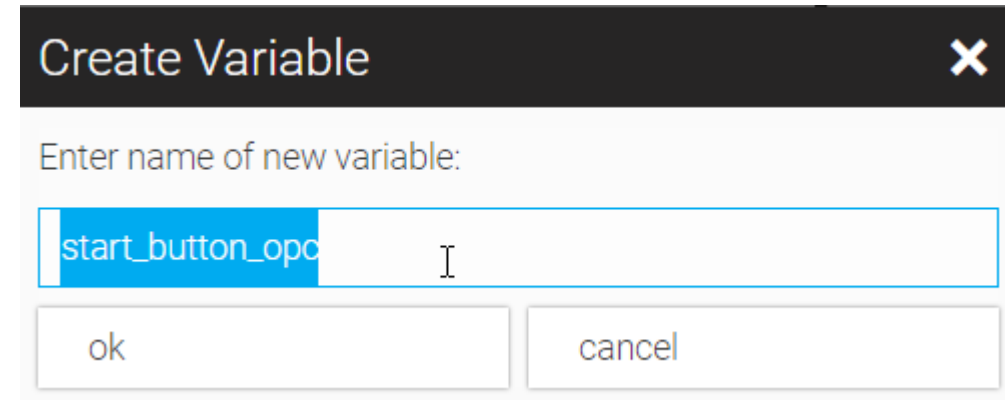 Create Variable
Enter name of new variable:
start_button_opc
ok
cancel